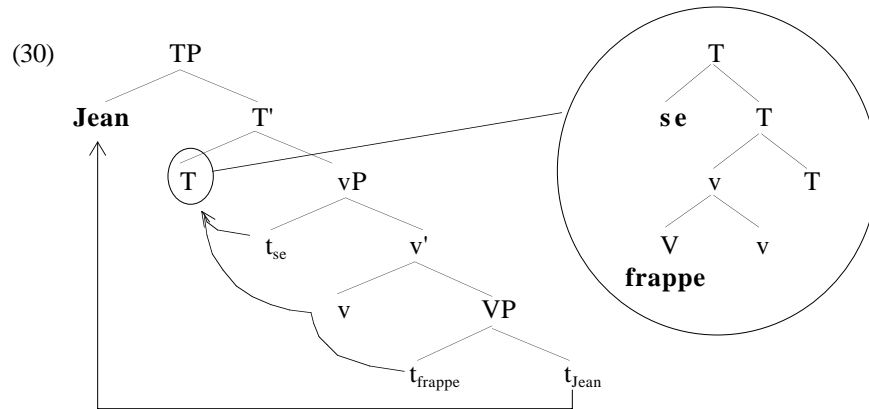 (30) TP T
Jean T' se T
T vP v T
t_se v' V v
frappe
v VP
t_frappe t_Jean